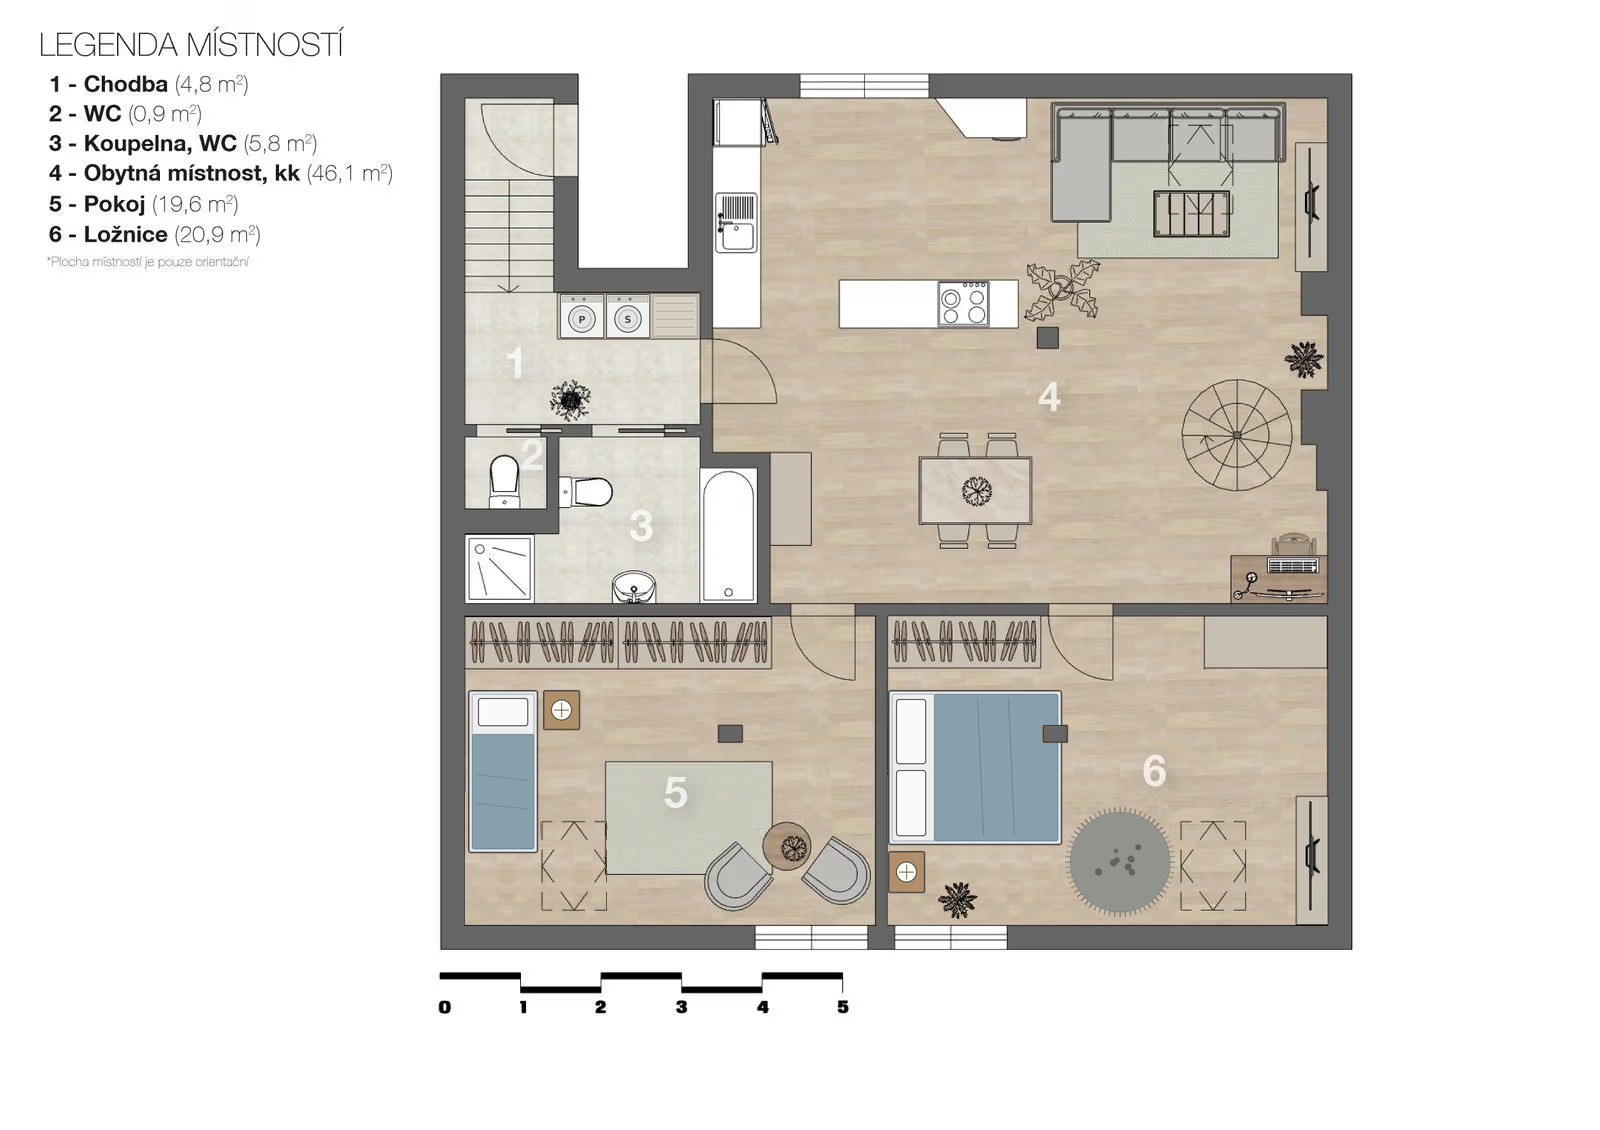 LEGENDA MÍSTNOSTÍ
1 - Chodba (4,8 m²)
2 - WC (0,9 m²)
3 - Koupelna, WC (5,8 m²)
4 - Obytná místnost, kk (46,1 m²)
5 - Pokoj (19,6 m²)
6 - Ložnice (20,9 m²)
*Plocha místností je pouze orientační
P S
1
4
2
3
5
6
0 1 2 3 4 5